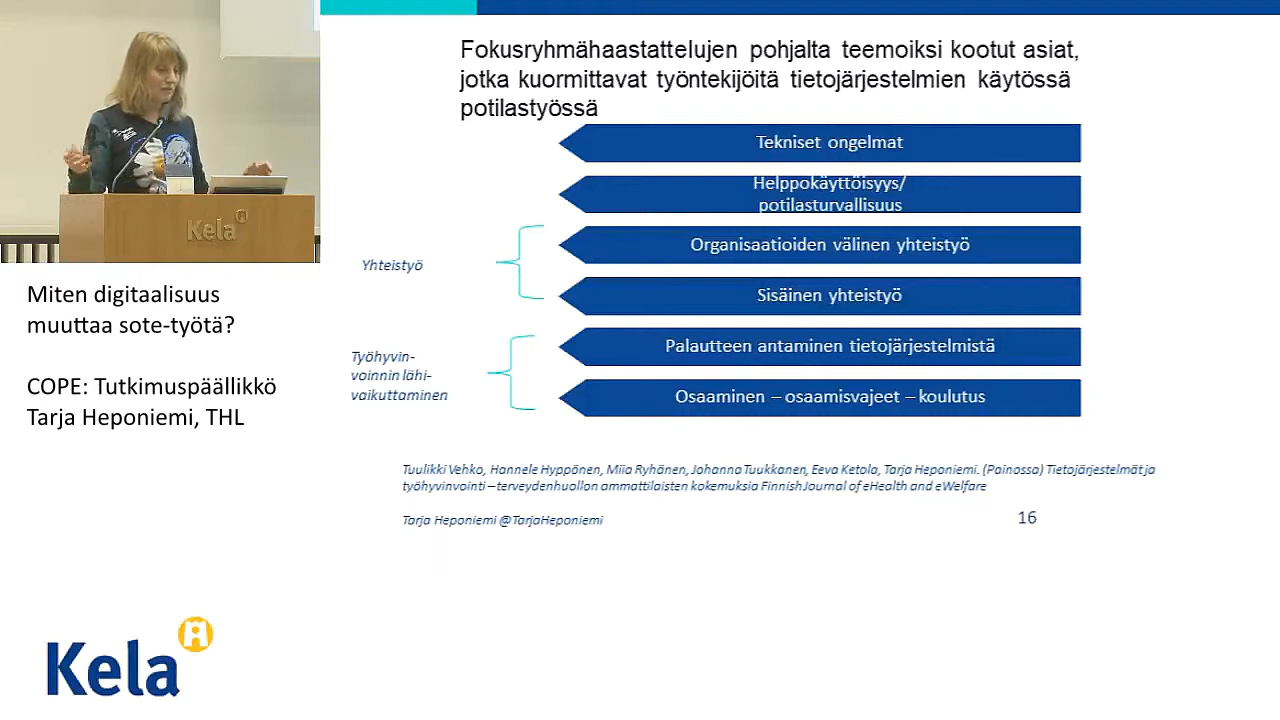 Fokusryhmähaastattelujen pohjalta teemoiksi kootut asiat,
jotka kuormittavat työntekijöitä tietojärjestelmien käytössä
potilastyössä
Tekniset ongelmat
Helppokäyttöisyys/
potilasturvallisuus
Organisaatioiden välinen yhteistyö
Yhteistyö
Sisäinen yhteistyö
Palautteen antaminen tietojärjestelmistä
Työhyvin-
voinnin lähi-
vaikuttaminen
Osaaminen – osaamisvajeet – koulutus
Tuulikki Vehko, Hannele Hyppönen, Miia Ryhänen, Johanna Tuukkanen, Eeva Ketola, Tarja Heponiemi. (Painossa) Tietojärjestelmät ja
työhyvinvointi – terveydenhuollon ammattilaisten kokemuksia Finnish Journal of eHealth and eWelfare
Tarja Heponiemi @TarjaHeponiemi
16
Kela
Miten digitaalisuus
muuttaa sote-työtä?
COPE: Tutkimuspäällikkö
Tarja Heponiemi, THL
Kela